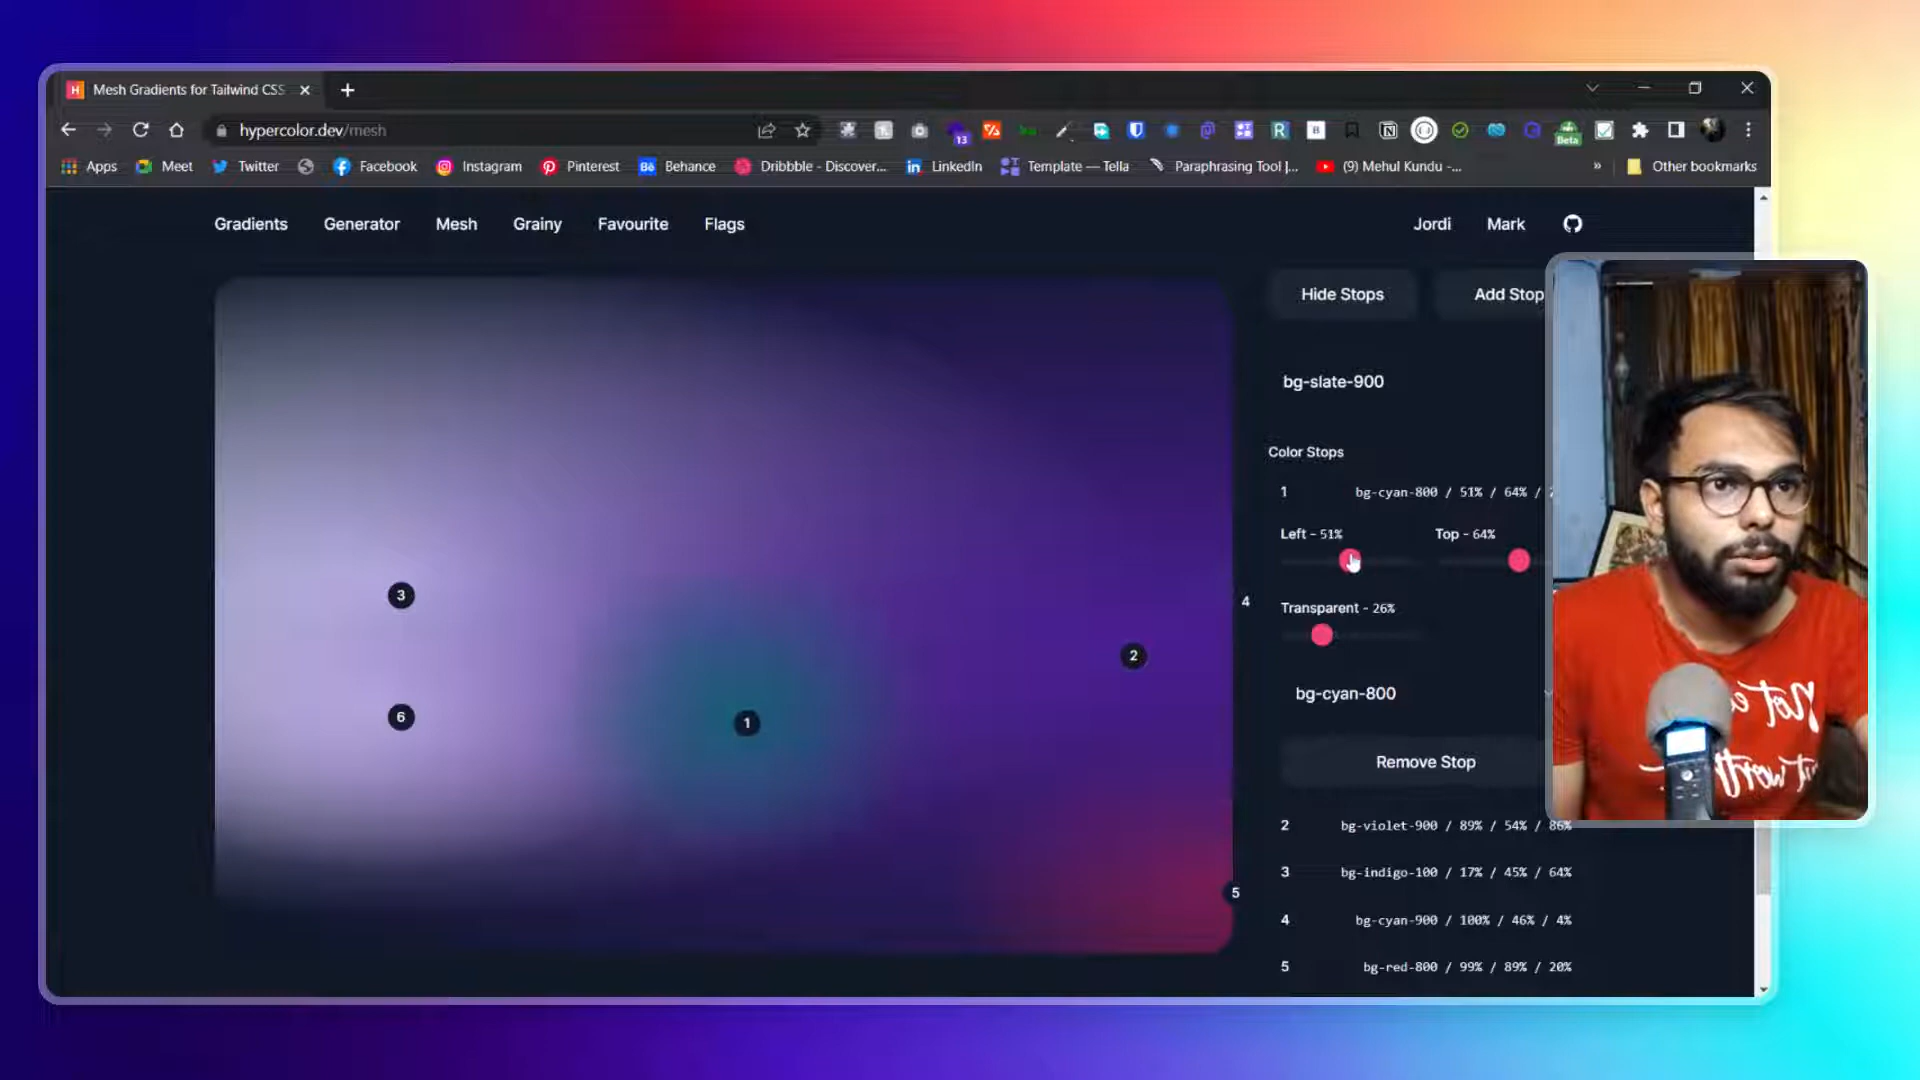 Mesh Gradients for Tailwind CSS
hypercolor.dev/mesh
13
R
B
Beta
Apps
Meet
Twitter
Facebook
Instagram
Pinterest
Behance
Dribbble - Discover...
LinkedIn
Template — Tella
Paraphrasing Tool |...
(9) Mehul Kundu -...
»
Other bookmarks
Gradients
Generator
Mesh
Grainy
Favourite
Flags
Jordi
Mark
Hide Stops
Add Stop
bg-slate-900
Color Stops
1
bg-cyan-800 / 51% / 64% / 2
Left - 51%
Top - 64%
Transparent - 26%
bg-cyan-800
Remove Stop
2
bg-violet-900 / 89% / 54% / 86%
3
bg-indigo-100 / 17% / 45% / 64%
4
bg-cyan-900 / 100% / 46% / 4%
5
bg-red-800 / 99% / 89% / 20%
3
4
2
6
1
5
Not
worth